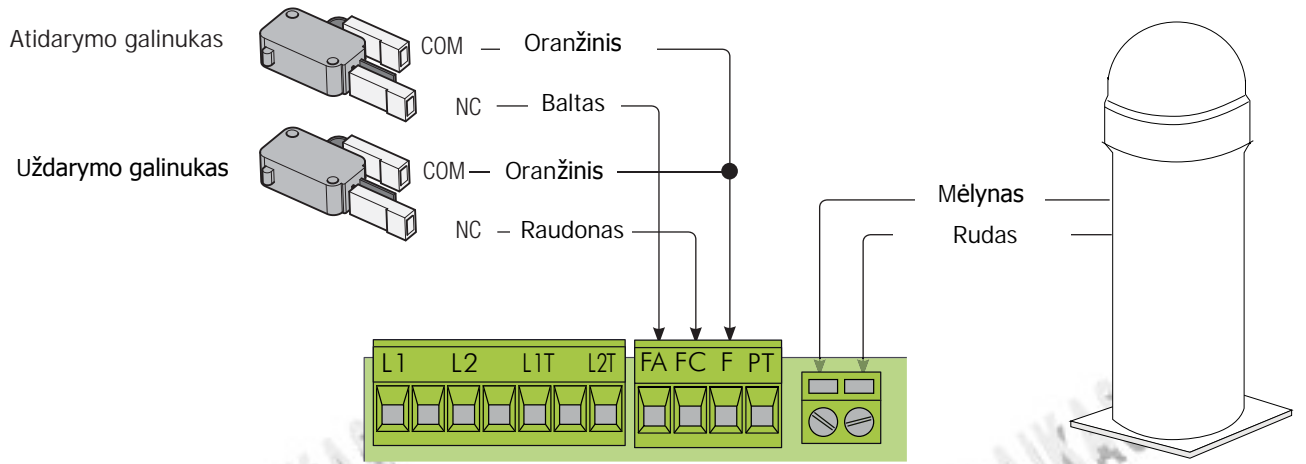 Atidarymo galinukas COM – Oranžinis
NC – Baltas
Uždarymo galinukas COM – Oranžinis
NC – Raudonas
Mėlynas
Rudas
L1 L2 L1T L2T FA FC F PT